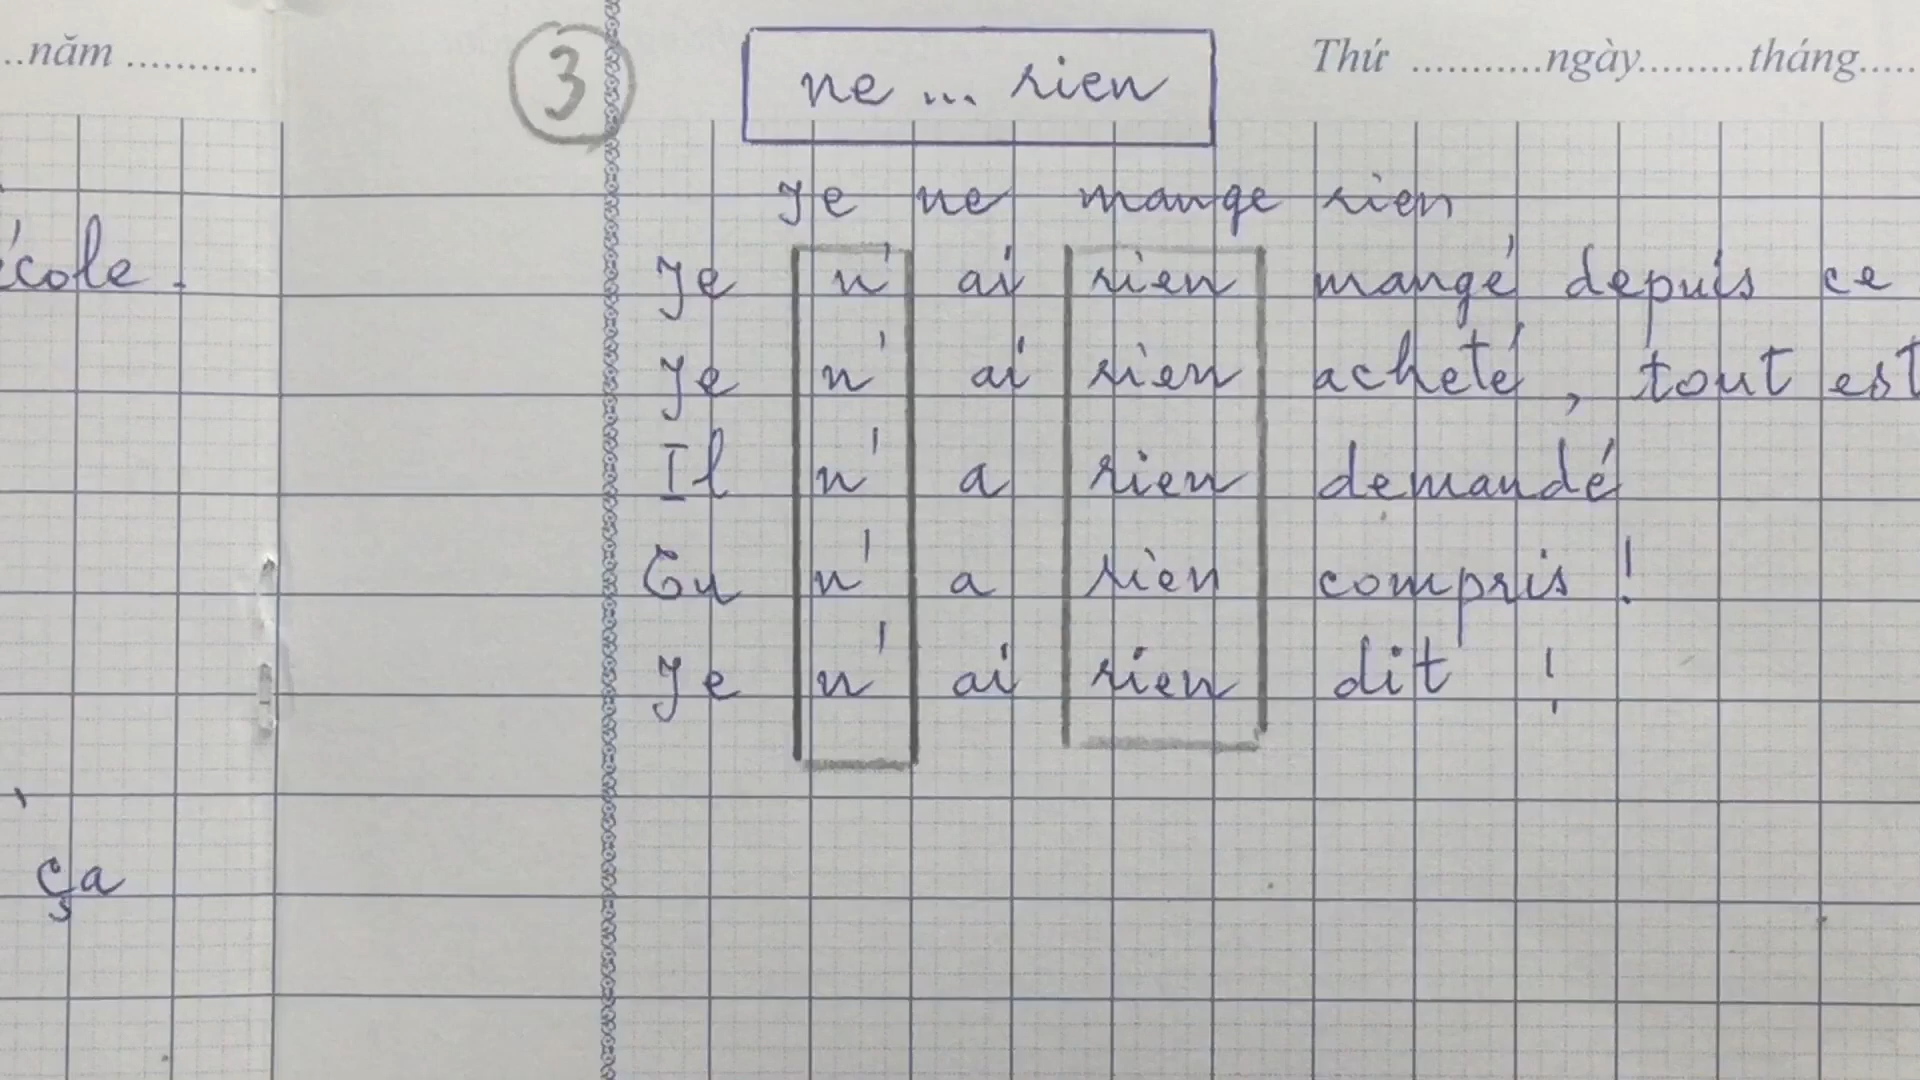 ..năm ...........
école.
ça
3
ne ... rien
Thứ ...........ngày.........tháng.....
Je ne mange rien
Je n' ai rien mangé depuis ce
Je n' ai rien acheté, tout est
Il n' a rien demandé
Tu n' a rien compris !
Je n' ai rien dit !